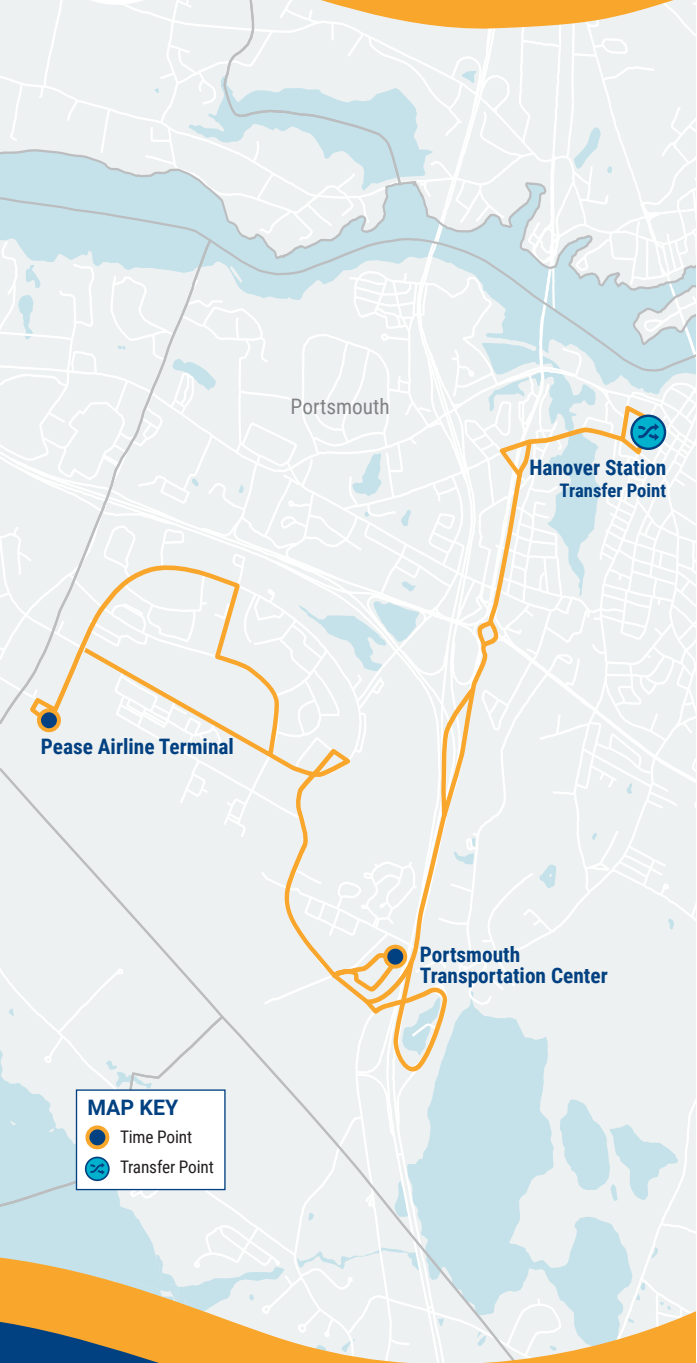 Portsmouth
Hanover Station
Transfer Point
Pease Airline Terminal
Portsmouth
Transportation Center
MAP KEY
Time Point
Transfer Point